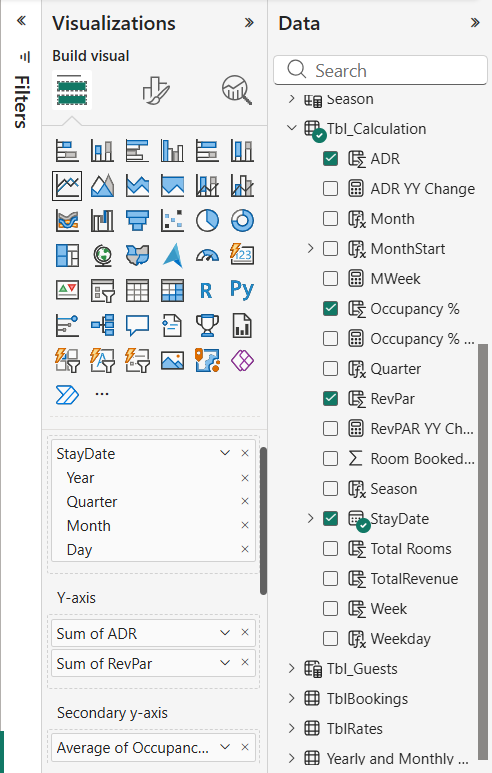 Filters
Visualizations
Build visual
123
R
Py
StayDate
Year
Quarter
Month
Day
Y-axis
Sum of ADR
Sum of RevPar
Secondary y-axis
Average of Occupanc...
Data
Search
Season
Tbl_Calculation
ADR
ADR YY Change
Month
MonthStart
MWeek
Occupancy %
Occupancy % ...
Quarter
RevPar
RevPAR YY Ch...
Room Booked...
Season
StayDate
Total Rooms
TotalRevenue
Week
Weekday
Tbl_Guests
TblBookings
TblRates
Yearly and Monthly ...